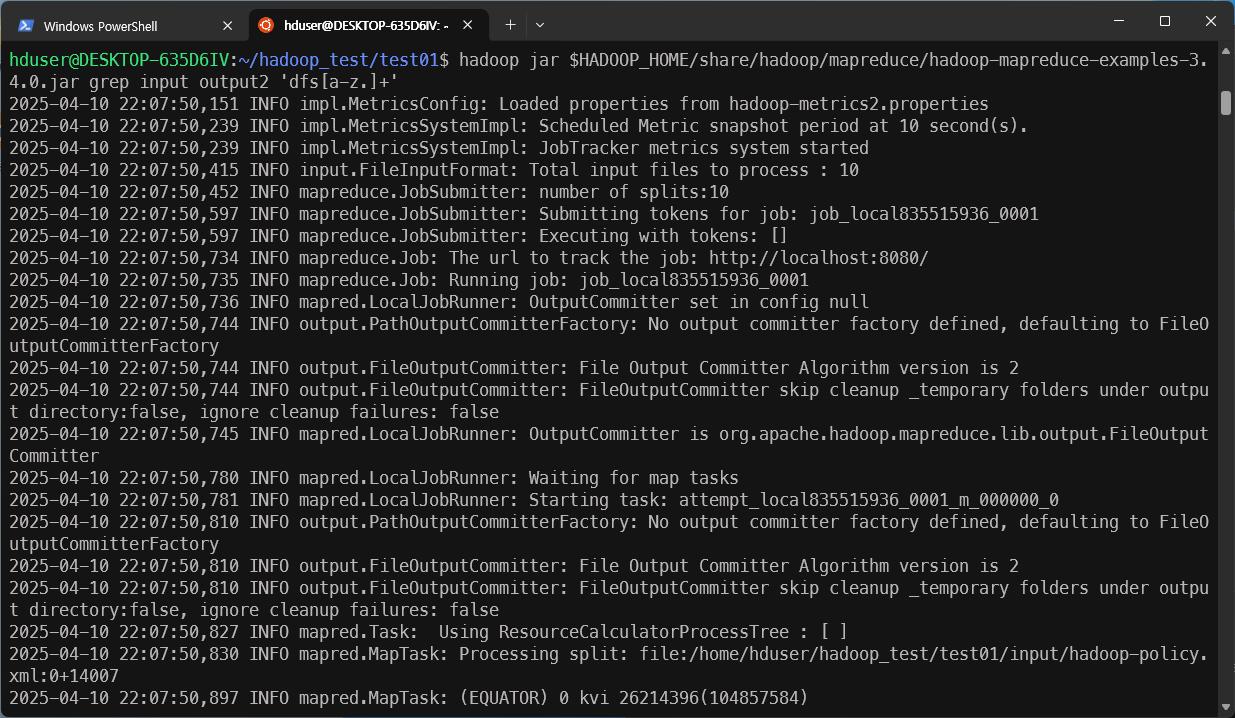 Windows PowerShell
hduser@DESKTOP-635D6IV: ~
hduser@DESKTOP-635D6IV:~/hadoop_test/test01$ hadoop jar $HADOOP_HOME/share/hadoop/mapreduce/hadoop-mapreduce-examples-3.
4.0.jar grep input output2 'dfs[a-z.]+'
2025-04-10 22:07:50,151 INFO impl.MetricsConfig: Loaded properties from hadoop-metrics2.properties
2025-04-10 22:07:50,239 INFO impl.MetricsSystemImpl: Scheduled Metric snapshot period at 10 second(s).
2025-04-10 22:07:50,239 INFO impl.MetricsSystemImpl: JobTracker metrics system started
2025-04-10 22:07:50,415 INFO input.FileInputFormat: Total input files to process : 10
2025-04-10 22:07:50,452 INFO mapreduce.JobSubmitter: number of splits:10
2025-04-10 22:07:50,597 INFO mapreduce.JobSubmitter: Submitting tokens for job: job_local835515936_0001
2025-04-10 22:07:50,597 INFO mapreduce.JobSubmitter: Executing with tokens: []
2025-04-10 22:07:50,734 INFO mapreduce.Job: The url to track the job: http://localhost:8080/
2025-04-10 22:07:50,735 INFO mapreduce.Job: Running job: job_local835515936_0001
2025-04-10 22:07:50,736 INFO mapred.LocalJobRunner: OutputCommitter set in config null
2025-04-10 22:07:50,744 INFO output.PathOutputCommitterFactory: No output committer factory defined, defaulting to FileO
utputCommitterFactory
2025-04-10 22:07:50,744 INFO output.FileOutputCommitter: File Output Committer Algorithm version is 2
2025-04-10 22:07:50,744 INFO output.FileOutputCommitter: FileOutputCommitter skip cleanup _temporary folders under outpu
t directory:false, ignore cleanup failures: false
2025-04-10 22:07:50,745 INFO mapred.LocalJobRunner: OutputCommitter is org.apache.hadoop.mapreduce.lib.output.FileOutput
Committer
2025-04-10 22:07:50,780 INFO mapred.LocalJobRunner: Waiting for map tasks
2025-04-10 22:07:50,781 INFO mapred.LocalJobRunner: Starting task: attempt_local835515936_0001_m_000000_0
2025-04-10 22:07:50,810 INFO output.PathOutputCommitterFactory: No output committer factory defined, defaulting to FileO
utputCommitterFactory
2025-04-10 22:07:50,810 INFO output.FileOutputCommitter: File Output Committer Algorithm version is 2
2025-04-10 22:07:50,810 INFO output.FileOutputCommitter: FileOutputCommitter skip cleanup _temporary folders under outpu
t directory:false, ignore cleanup failures: false
2025-04-10 22:07:50,827 INFO mapred.Task:  Using ResourceCalculatorProcessTree : [ ]
2025-04-10 22:07:50,830 INFO mapred.MapTask: Processing split: file:/home/hduser/hadoop_test/test01/input/hadoop-policy.
xml:0+14007
2025-04-10 22:07:50,897 INFO mapred.MapTask: (EQUATOR) 0 kvi 26214396(104857584)